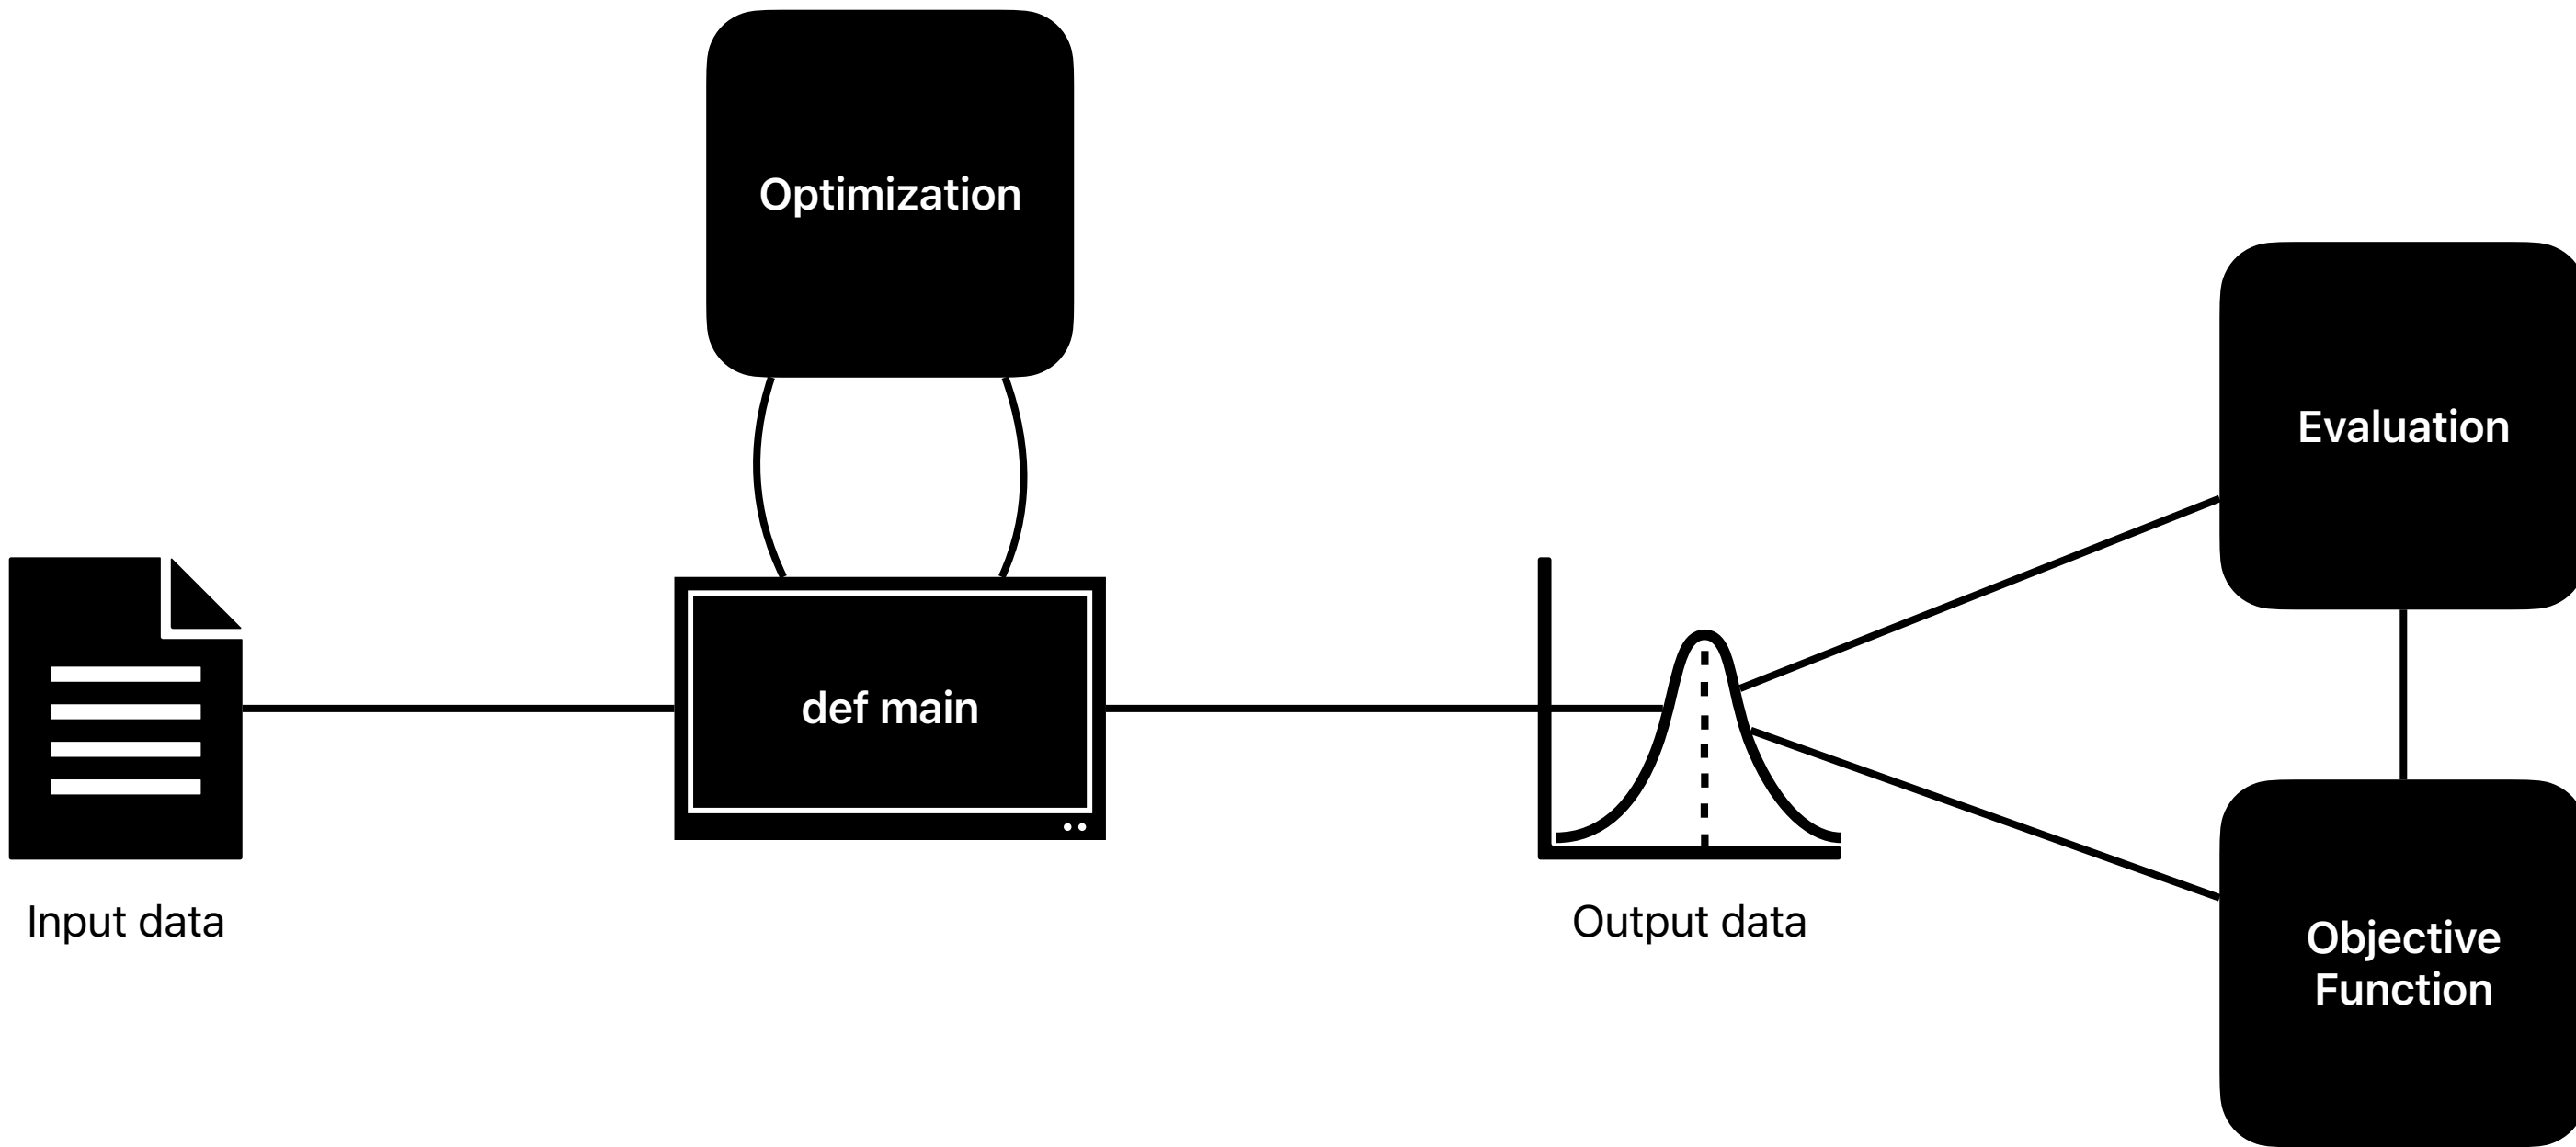 Optimization
Evaluation
def main
Input data
Output data
Objective
Function